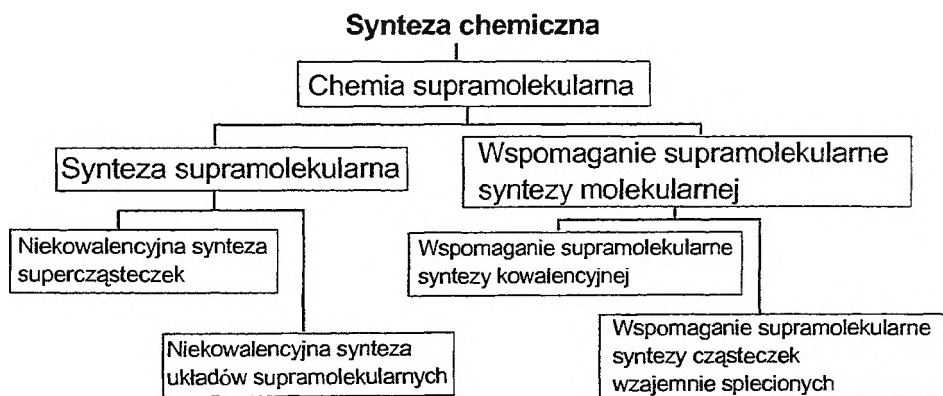 Synteza chemiczna
Chemia supramolekularna
Synteza supramolekularna
Wspomaganie supramolekularne
syntezy molekularnej
Niekowalencyjna synteza
supercząsteczek
Wspomaganie supramolekularne
syntezy kowalencyjnej
Niekowalencyjna synteza
układów supramolekularnych
Wspomaganie supramolekularne
syntezy cząsteczek
wzajemnie splecionych